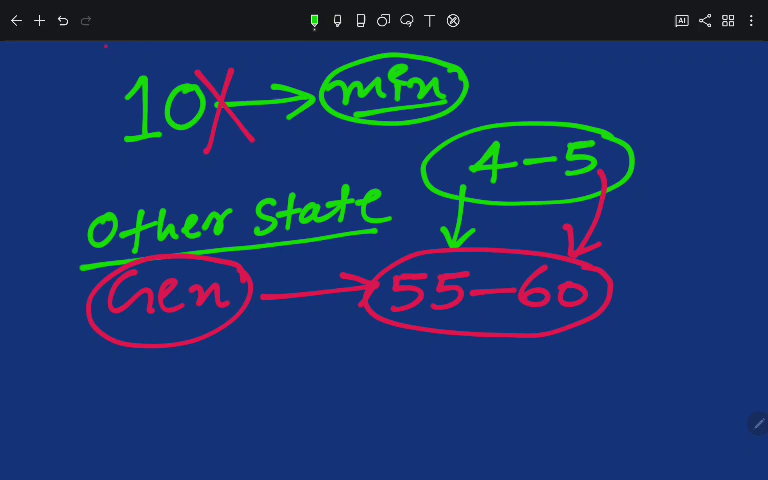 10X → min
4-5
Other state
Gen → 55-60